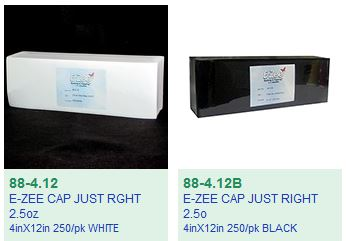 88-4.12
E-ZEE CAP JUST RGHT
2.5oz
4inX12in 250/pk WHITE
88-4.12B
E-ZEE CAP JUST RIGHT
2.5o
4inX12in 250/pk BLACK